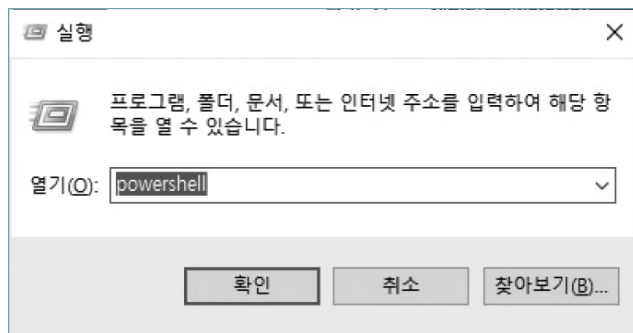 실행
프로그램, 폴더, 문서, 또는 인터넷 주소를 입력하여 해당 항
목을 열 수 있습니다.
열기(O): powershell
확인 취소 찾아보기(B)...